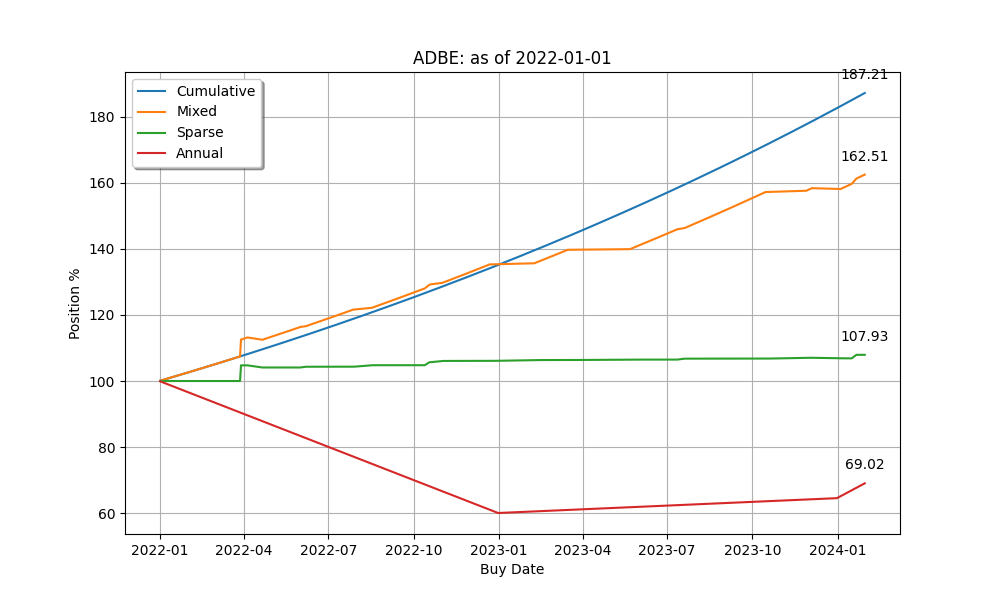 ADBE: as of 2022-01-01
187.21
Cumulative
Mixed
Sparse
Annual
180
162.51
160
140
120
107.93
100
80
69.02
60
Position %
2022-01 2022-04 2022-07 2022-10 2023-01 2023-04 2023-07 2023-10 2024-01
Buy Date